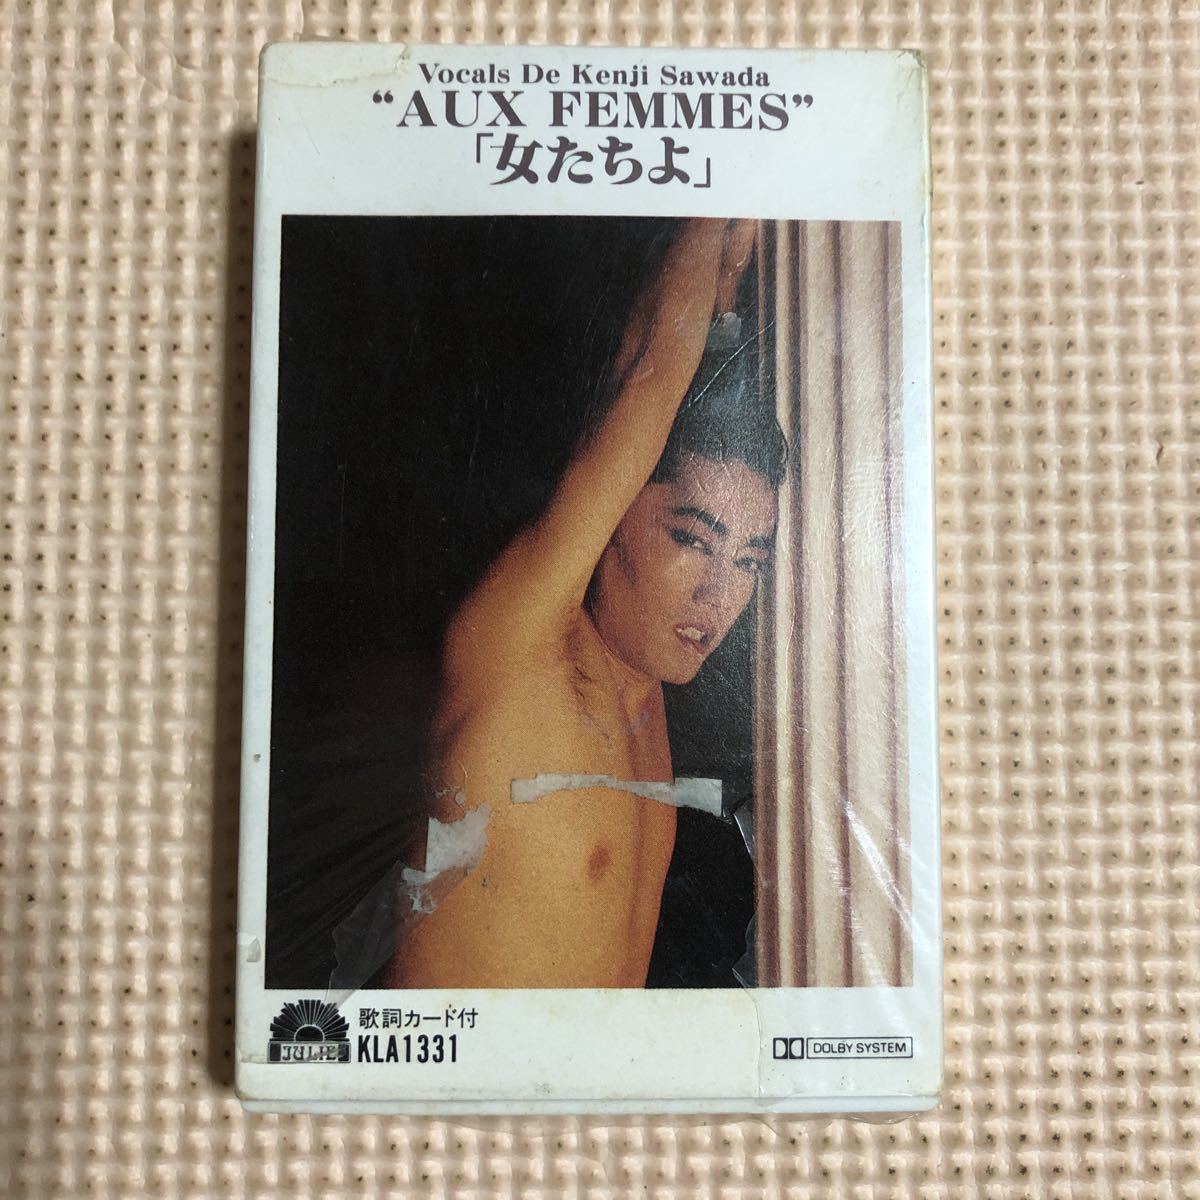 Vocals De Kenji Sawada
“AUX FEMMES”
「女たちよ」
JULIE
歌詞カード付
KLA1331
DOLBY SYSTEM